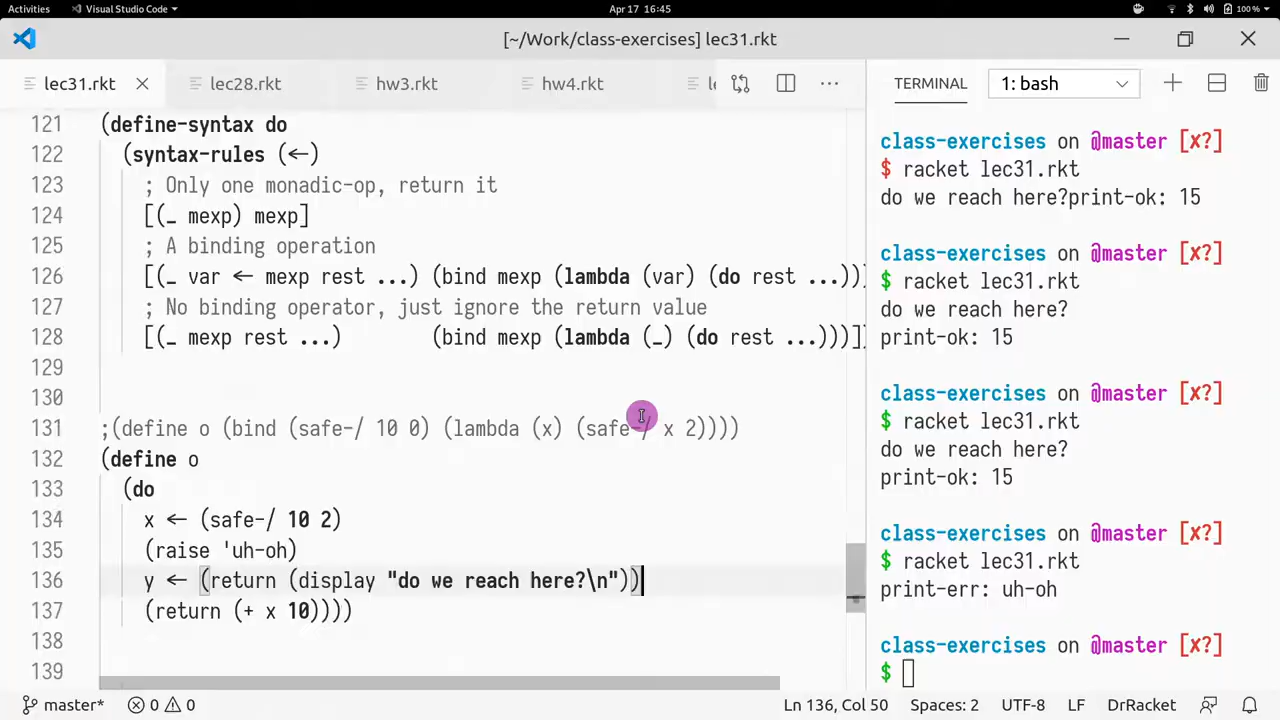 Activities Visual Studio Code Apr 17 16:45 100 %
[~/Work/class-exercises] lec31.rkt
lec31.rkt lec28.rkt hw3.rkt hw4.rkt
121 (define-syntax do
122 (syntax-rules (←)
123 ; Only one monadic-op, return it
124 [(_ mexp) mexp]
125 ; A binding operation
126 [(_ var ← mexp rest ...) (bind mexp (lambda (var) (do rest ...))]
127 ; No binding operator, just ignore the return value
128 [(_ mexp rest ...) (bind mexp (lambda (_) (do rest ...)))])
129
130
131 ;(define o (bind (safe-/ 10 0) (lambda (x) (safe-/ x 2))))
132 (define o
133 (do
134 x ← (safe-/ 10 2)
135 (raise 'uh-oh)
136 y ← (return (display "do we reach here?\n"))
137 (return (+ x 10))))
138
139
TERMINAL 1: bash
class-exercises on @master [✘?]
$ racket lec31.rkt
do we reach here?print-ok: 15
class-exercises on @master [✘?]
$ racket lec31.rkt
do we reach here?
print-ok: 15
class-exercises on @master [✘?]
$ racket lec31.rkt
do we reach here?
print-ok: 15
class-exercises on @master [✘?]
$ racket lec31.rkt
print-err: uh-oh
class-exercises on @master [✘?]
$
master* 0 0 Ln 136, Col 50 Spaces: 2 UTF-8 LF DrRacket